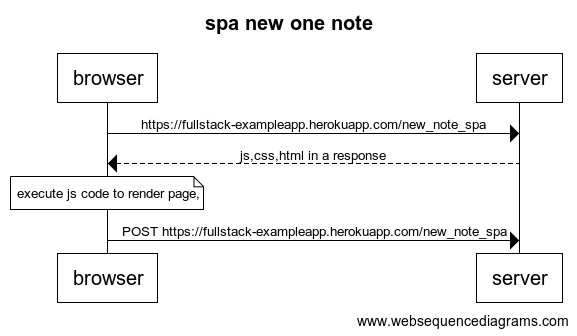 spa new one note
browser
server
https://fullstack-exampleapp.herokuapp.com/new_note_spa
js,css,html in a response
execute js code to render page,
POST https://fullstack-exampleapp.herokuapp.com/new_note_spa
browser
server
www.websequencediagrams.com